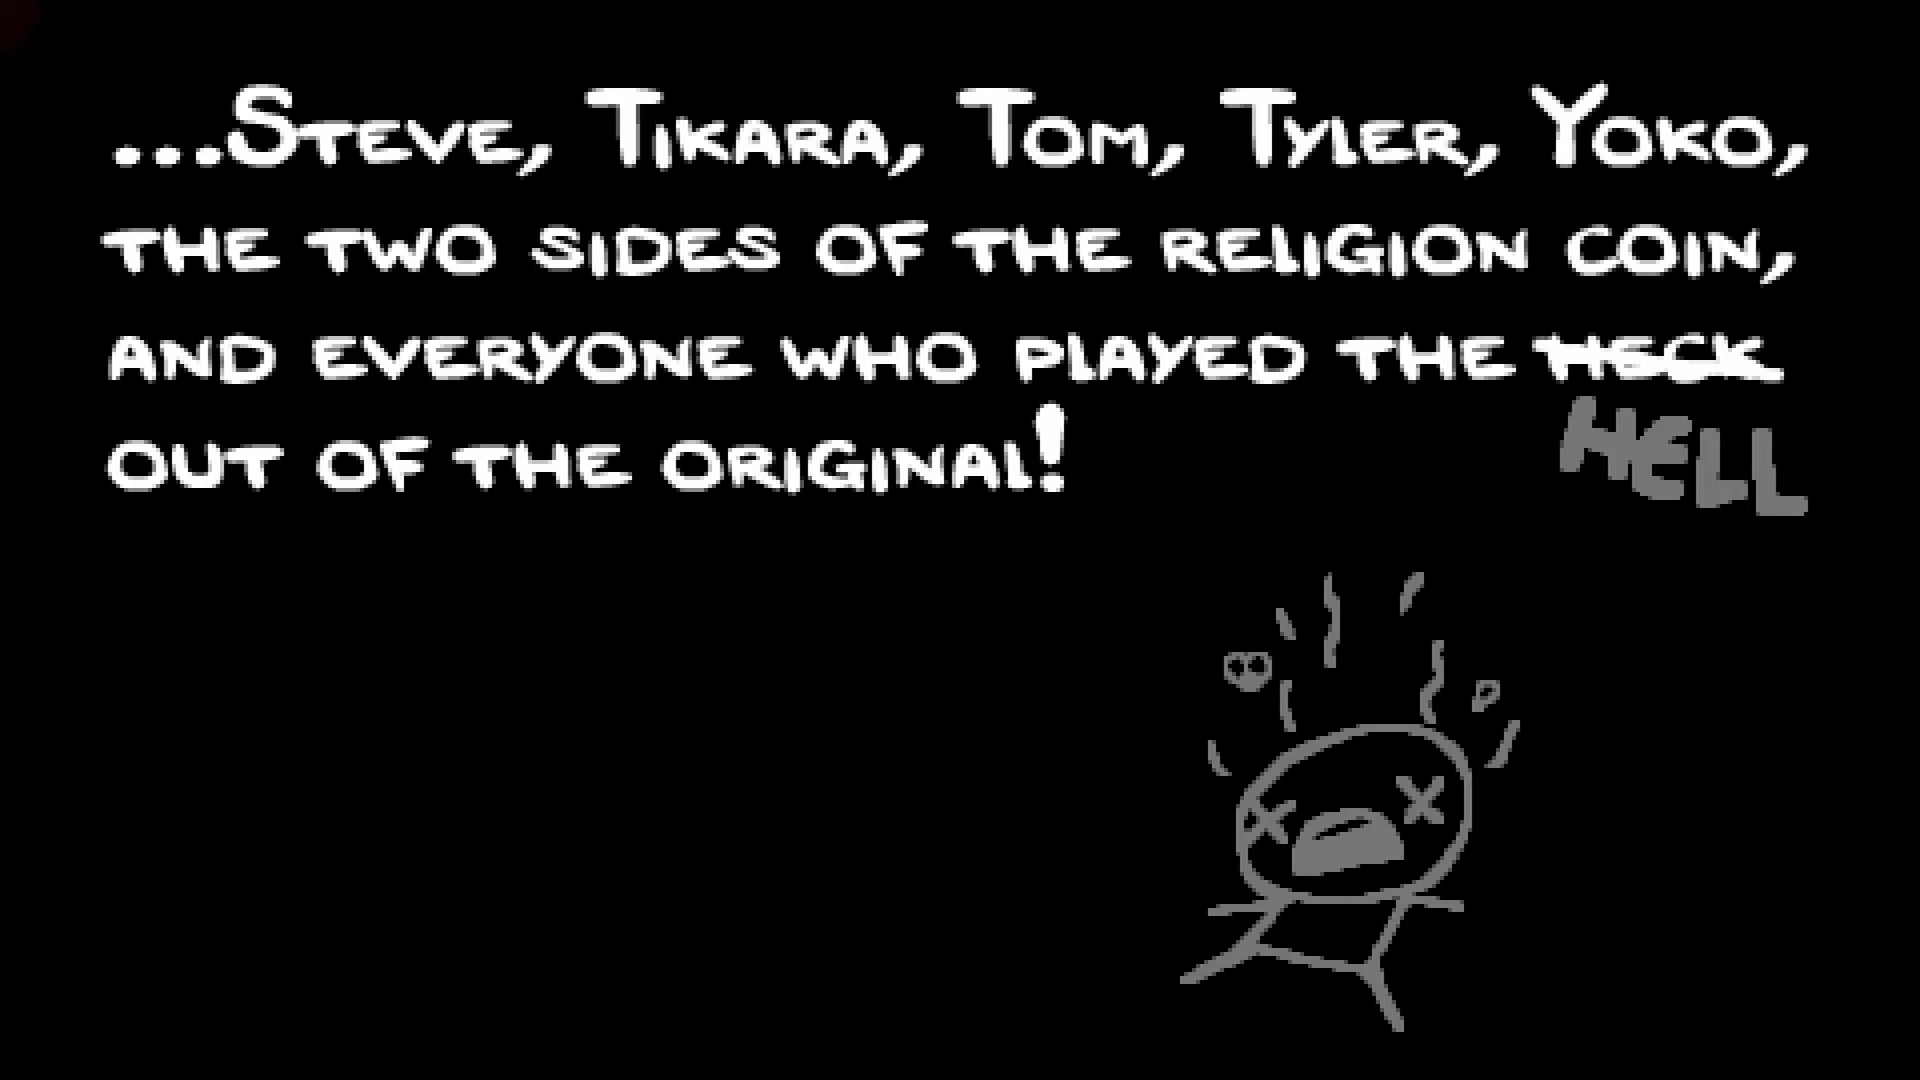 ...Steve, Tikara, Tom, Tyler, Yoko,
the two sides of the religion coin,
and everyone who played the heck
HELL
out of the original!